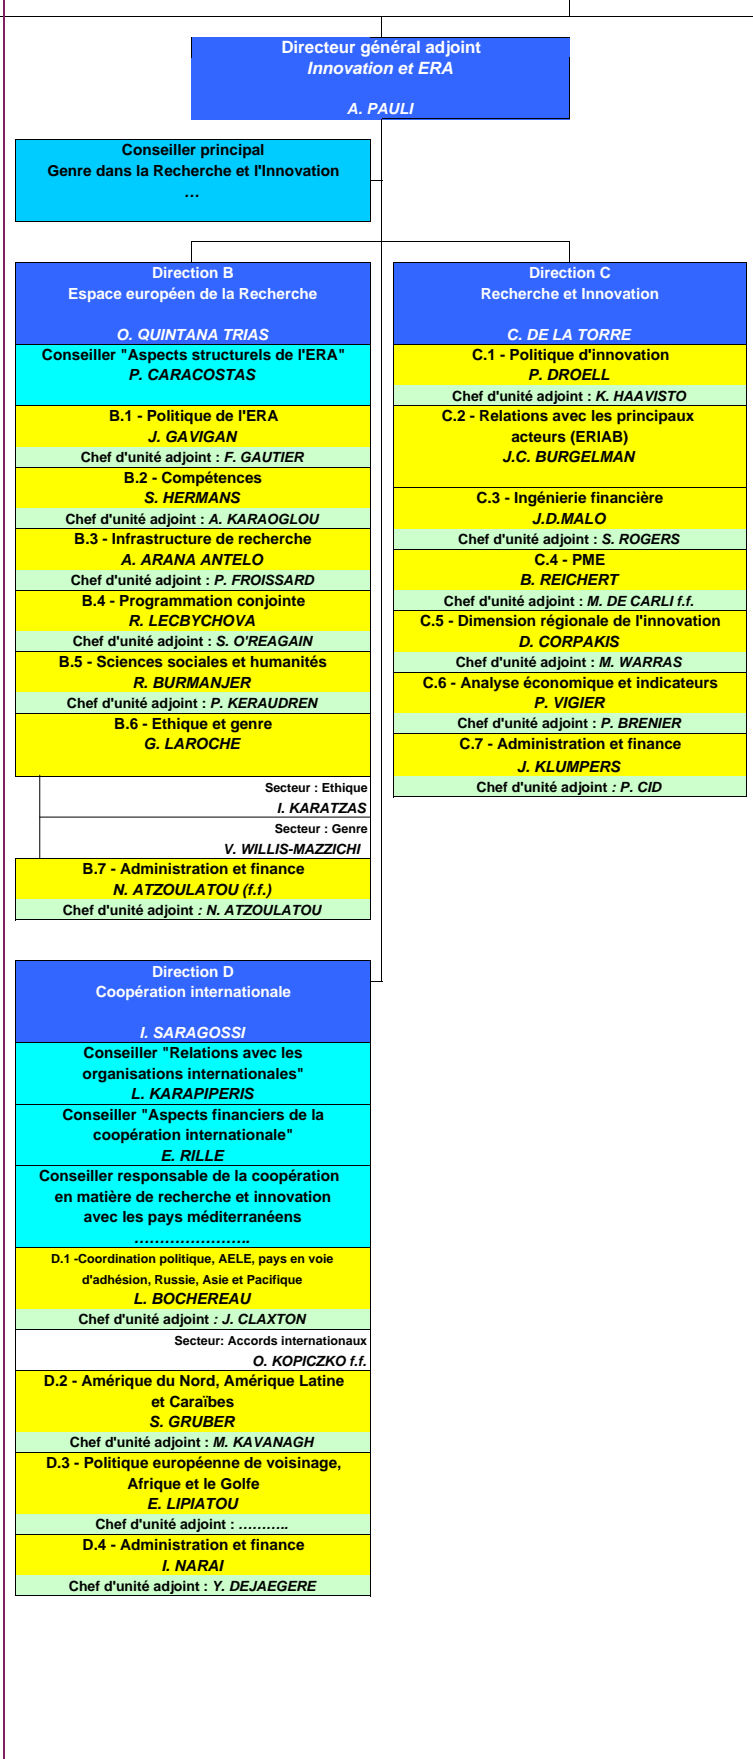 Directeur général adjoint
Innovation et ERA
A. PAULI
Conseiller principal
Genre dans la Recherche et l'Innovation
…
Direction B
Espace européen de la Recherche
O. QUINTANA TRIAS
Conseiller "Aspects structurels de l'ERA"
P. CARACOSTAS
B.1 - Politique de l'ERA
J. GAVIGAN
Chef d'unité adjoint : F. GAUTIER
B.2 - Compétences
S. HERMANS
Chef d'unité adjoint : A. KARAOGLOU
B.3 - Infrastructure de recherche
A. ARANA ANTELO
Chef d'unité adjoint : P. FROISSARD
B.4 - Programmation conjointe
R. LECBYCHOVA
Chef d'unité adjoint : S. O'REAGAIN
B.5 - Sciences sociales et humanités
R. BURMANJER
Chef d'unité adjoint : P. KERAUDREN
B.6 - Ethique et genre
G. LAROCHE
Secteur : Ethique
I. KARATZAS
Secteur : Genre
V. WILLIS-MAZZICHI
B.7 - Administration et finance
N. ATZOULATOU (f.f.)
Chef d'unité adjoint : N. ATZOULATOU
Direction C
Recherche et Innovation
C. DE LA TORRE
C.1 - Politique d'innovation
P. DROELL
Chef d'unité adjoint : K. HAAVISTO
C.2 - Relations avec les principaux
acteurs (ERIAB)
J.C. BURGELMAN
C.3 - Ingénierie financière
J.D.MALO
Chef d'unité adjoint : S. ROGERS
C.4 - PME
B. REICHERT
Chef d'unité adjoint : M. DE CARLI f.f.
C.5 - Dimension régionale de l'innovation
D. CORPAKIS
Chef d'unité adjoint : M. WARRAS
C.6 - Analyse économique et indicateurs
P. VIGIER
Chef d'unité adjoint : P. BRENIER
C.7 - Administration et finance
J. KLUMPERS
Chef d'unité adjoint : P. CID
Direction D
Coopération internationale
I. SARAGOSSI
Conseiller "Relations avec les
organisations internationales"
L. KARAPIPERIS
Conseiller "Aspects financiers de la
coopération internationale"
E. RILLE
Conseiller responsable de la coopération
en matière de recherche et innovation
avec les pays méditerranéens
…………………..
D.1 -Coordination politique, AELE, pays en voie
d'adhésion, Russie, Asie et Pacifique
L. BOCHEREAU
Chef d'unité adjoint : J. CLAXTON
Secteur: Accords internationaux
O. KOPICZKO f.f.
D.2 - Amérique du Nord, Amérique Latine
et Caraïbes
S. GRUBER
Chef d'unité adjoint : M. KAVANAGH
D.3 - Politique européenne de voisinage,
Afrique et le Golfe
E. LIPIATOU
Chef d'unité adjoint : ……….
D.4 - Administration et finance
I. NARAI
Chef d'unité adjoint : Y. DEJAEGERE